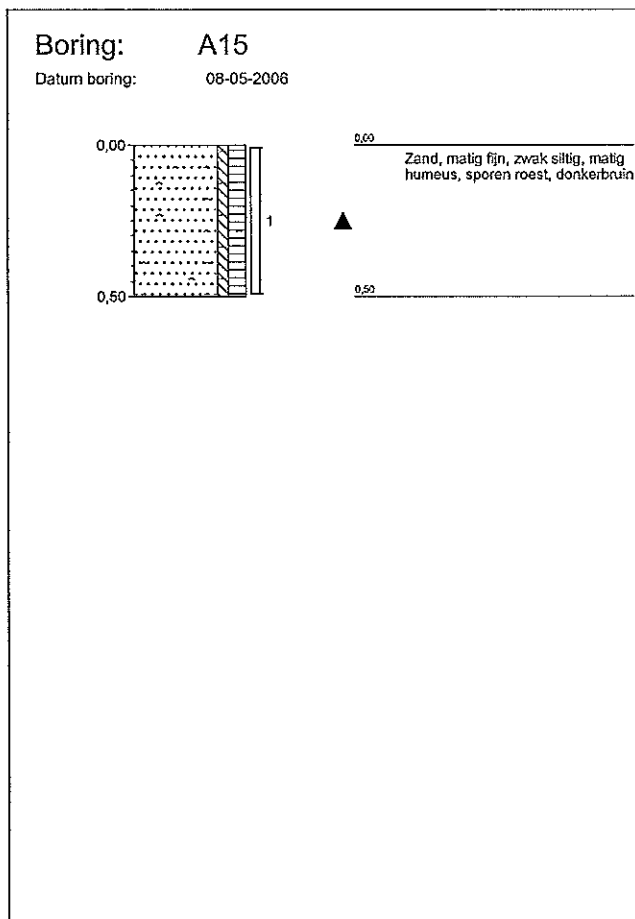 Boring: A15
Datum boring: 08-05-2006
0,00
0,50
1
0,00
Zand, matig fijn, zwak siltig, matig
humeus, sporen roest, donkerbruin
0,50